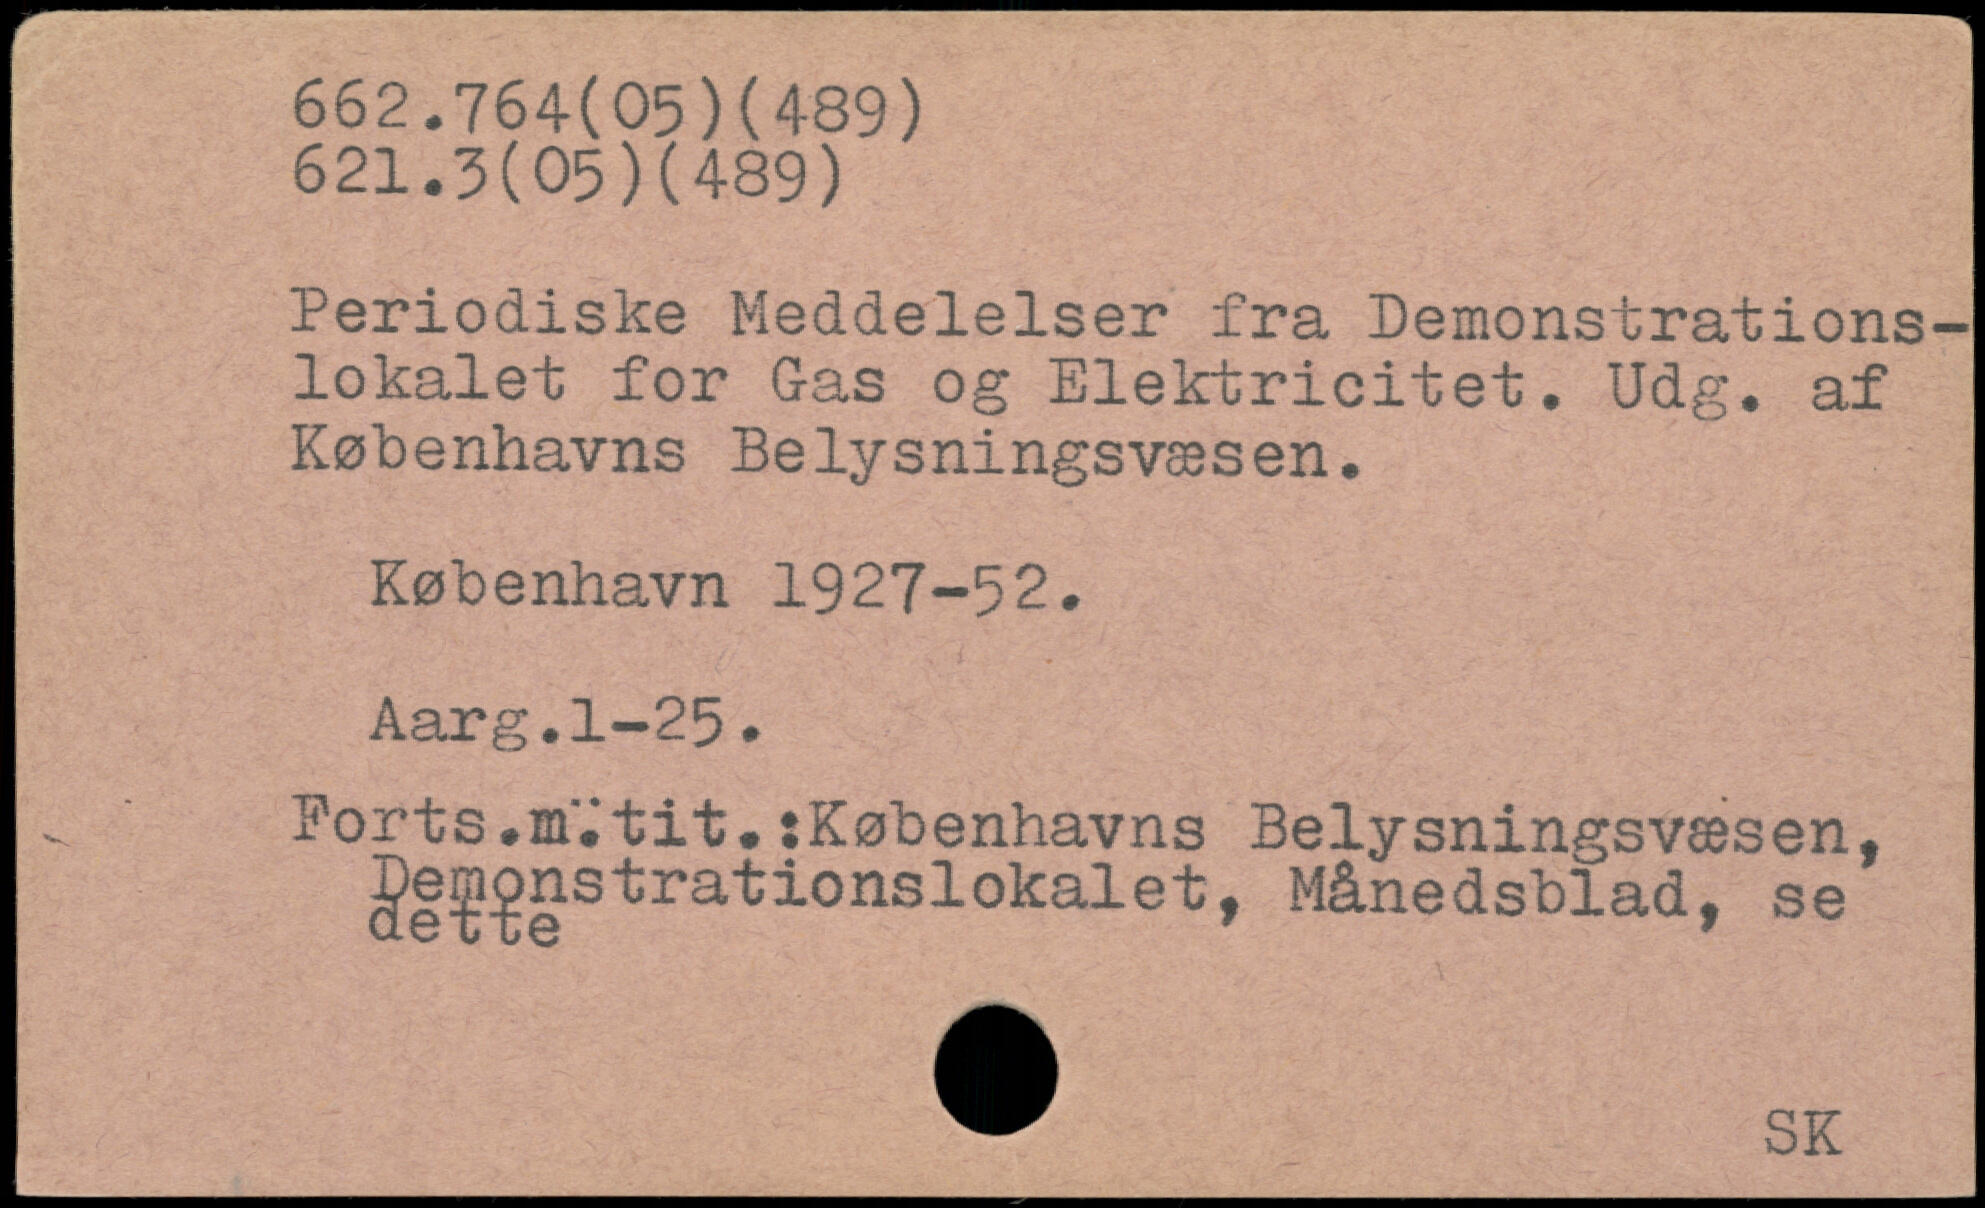 662.764(05)(489)
621.3(05)(489)
Periodiske Meddelelser fra Demonstrations-
lokalet for Gas og Elektricitet. Udg. af
Københavns Belysningsvæsen.
København 1927-52.
Aarg.1-25.
Forts.m.tit.:Københavns Belysningsvæsen,
Demonstrationslokalet, Månedsblad, se
dette
SK